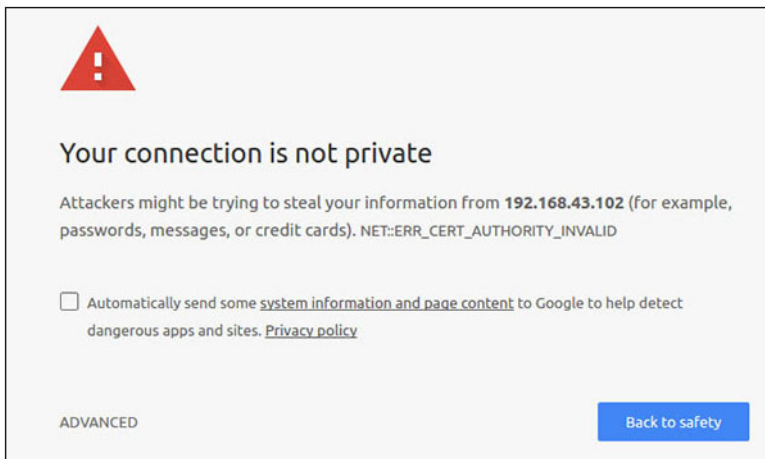 !
Your connection is not private
Attackers might be trying to steal your information from 192.168.43.102 (for example,
passwords, messages, or credit cards). NET::ERR_CERT_AUTHORITY_INVALID
Automatically send some system information and page content to Google to help detect
dangerous apps and sites. Privacy policy
ADVANCED
Back to safety